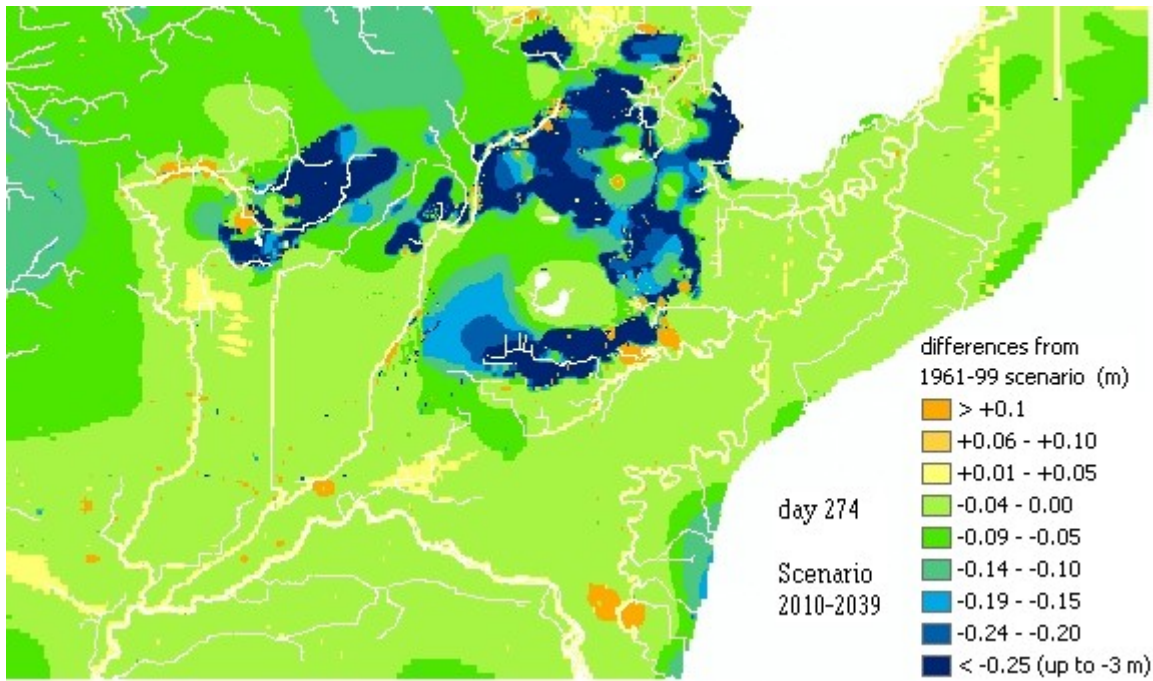 differences from
1961-99 scenario (m)
> +0.1
+0.06 - +0.10
+0.01 - +0.05
-0.04 - 0.00
-0.09 - -0.05
-0.14 - -0.10
-0.19 - -0.15
-0.24 - -0.20
< -0.25 (up to -3 m)
day 274
Scenario
2010-2039